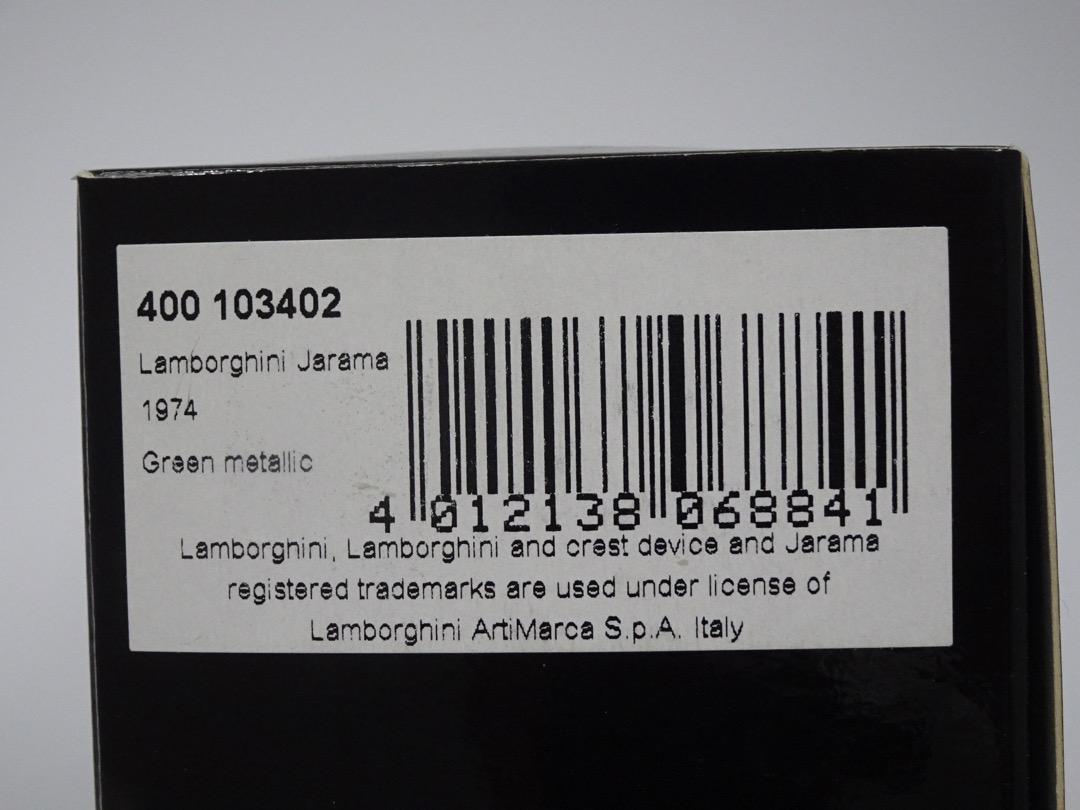 400 103402
Lamborghini Jarama
1974
Green metallic
4 012138 068841
Lamborghini, Lamborghini and crest device and Jarama
registered trademarks are used under license of
Lamborghini ArtiMarca S.p.A. Italy